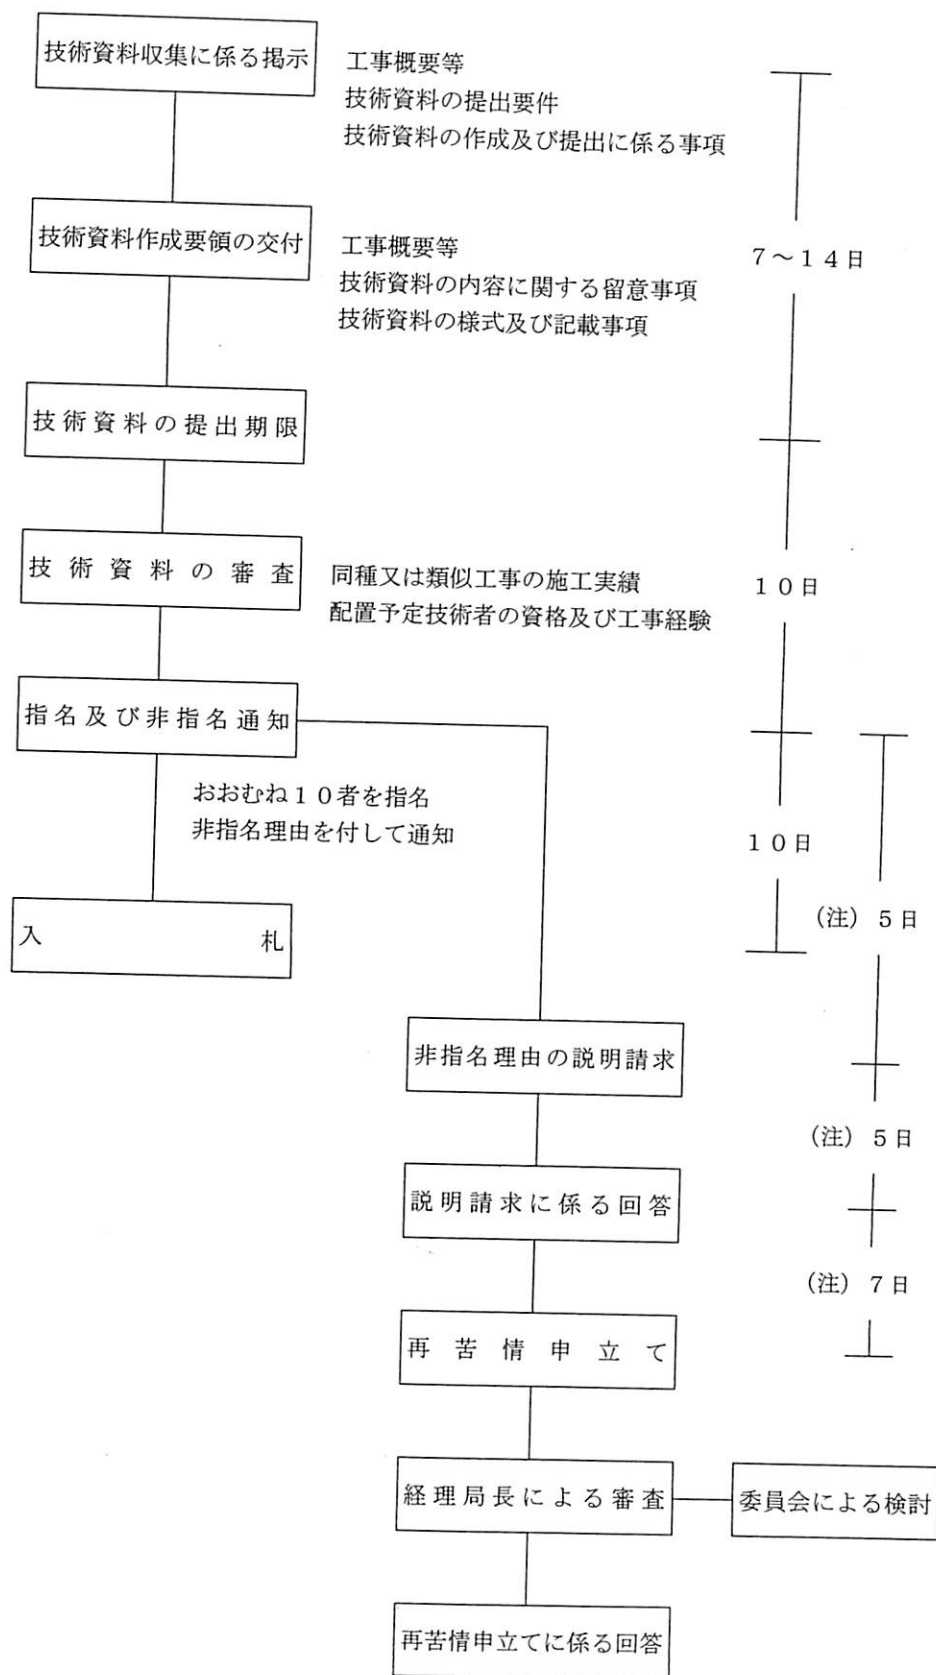 技術資料収集に係る掲示
工事概要等
技術資料の提出要件
技術資料の作成及び提出に係る事項
技術資料作成要領の交付
工事概要等
技術資料の内容に関する留意事項
技術資料の様式及び記載事項
7～14日
技術資料の提出期限
技術資料の審査
同種又は類似工事の施工実績
配置予定技術者の資格及び工事経験
10日
指名及び非指名通知
おおむね10者を指名
非指名理由を付して通知
10日
入札
（注）5日
非指名理由の説明請求
（注）5日
説明請求に係る回答
（注）7日
再苦情申立て
経理局長による審査
委員会による検討
再苦情申立てに係る回答